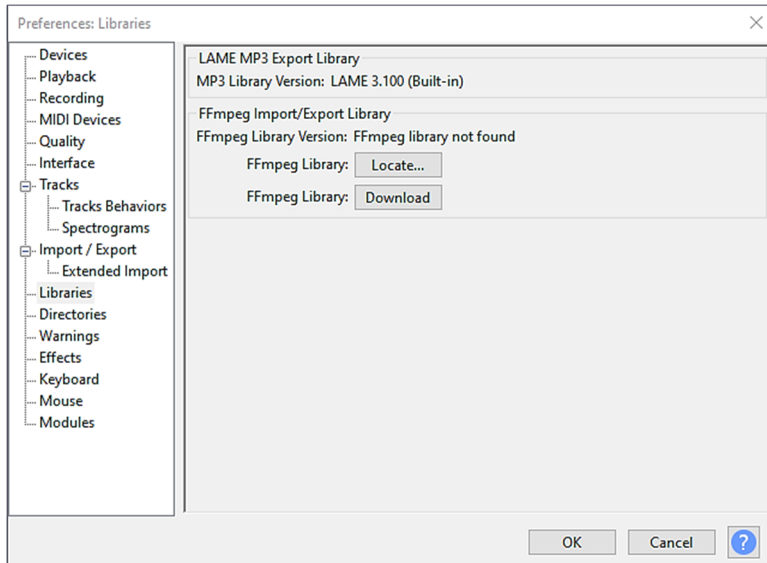 Preferences: Libraries
Devices
Playback
Recording
MIDI Devices
Quality
Interface
Tracks
Tracks Behaviors
Spectrograms
Import / Export
Extended Import
Libraries
Directories
Warnings
Effects
Keyboard
Mouse
Modules
LAME MP3 Export Library
MP3 Library Version: LAME 3.100 (Built-in)
FFmpeg Import/Export Library
FFmpeg Library Version: FFmpeg library not found
FFmpeg Library: Locate...
FFmpeg Library: Download
OK Cancel ?